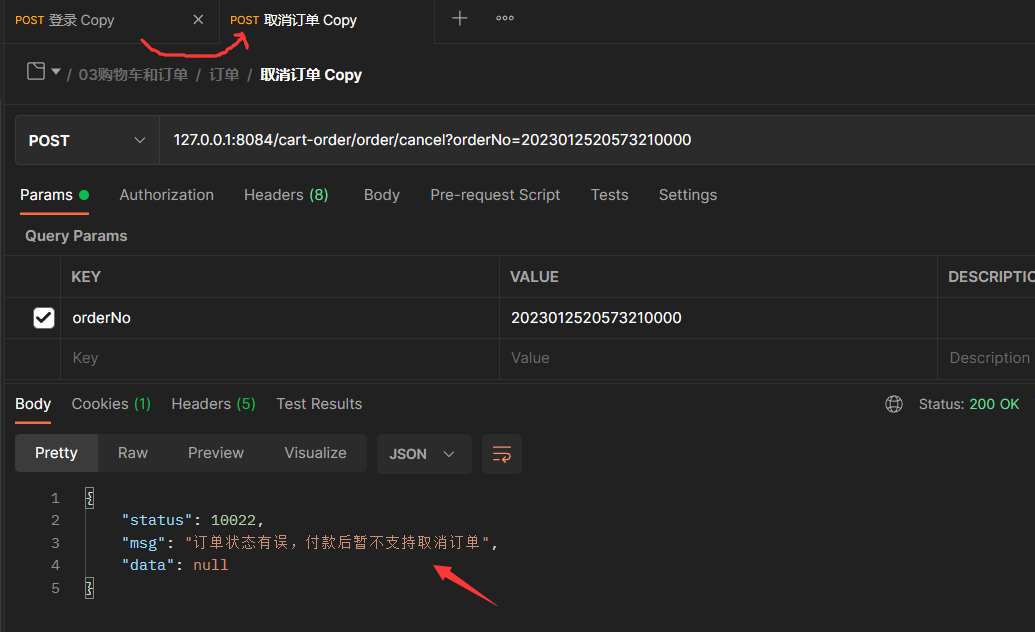 POST 登录 Copy POST 取消订单 Copy
/ 03购物车和订单 / 订单 / 取消订单 Copy
POST 127.0.0.1:8084/cart-order/order/cancel?orderNo=2023012520573210000
Params Authorization Headers (8) Body Pre-request Script Tests Settings
Query Params
KEY VALUE DESCRIPTIO
orderNo 2023012520573210000
Key Value Description
Body Cookies (1) Headers (5) Test Results Status: 200 OK
Pretty Raw Preview Visualize JSON
1 {
2 "status": 10022,
3 "msg": "订单状态有误，付款后暂不支持取消订单",
4 "data": null
5 }